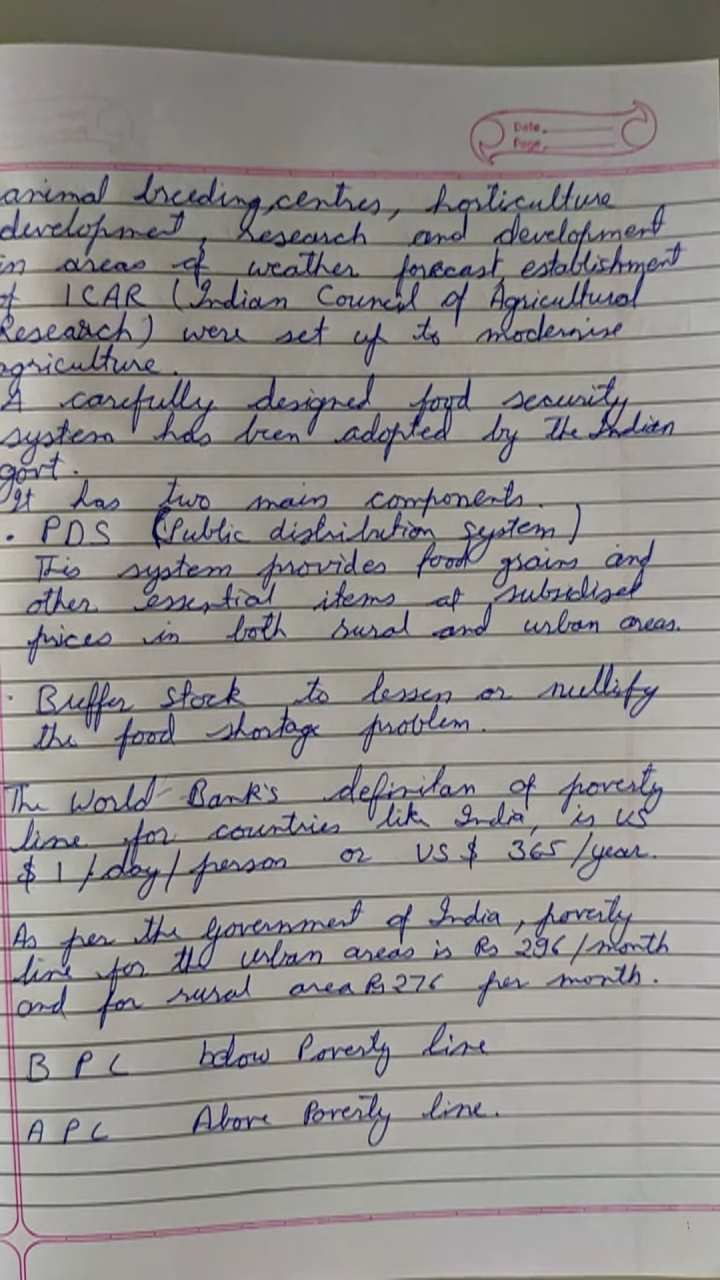 Date.
Page.
animal breeding centres, horticulture
development, research and development
in areas of weather forecast, establishment
of ICAR (Indian Council of Agricultural
Research) were set up to modernise
agriculture.
A carefully designed food security
system has been adopted by the Indian
govt.
It has two main components.
• PDS (Public distribution system)
This system provides food grains and
other essential items at subsidised
prices in both rural and urban areas.
• Buffer stock to lessen or nullify
the food shortage problem.
The World Bank's definitan of poverty
line for countries like India, is US
$ 1 / day / person or US $ 365 / year.
As per the Government of India, poverty
line for the urban areas is Rs 296 / month
and for rural area Rs 276 per month.
B P L below Poverty line
A P L Above Poverty line.